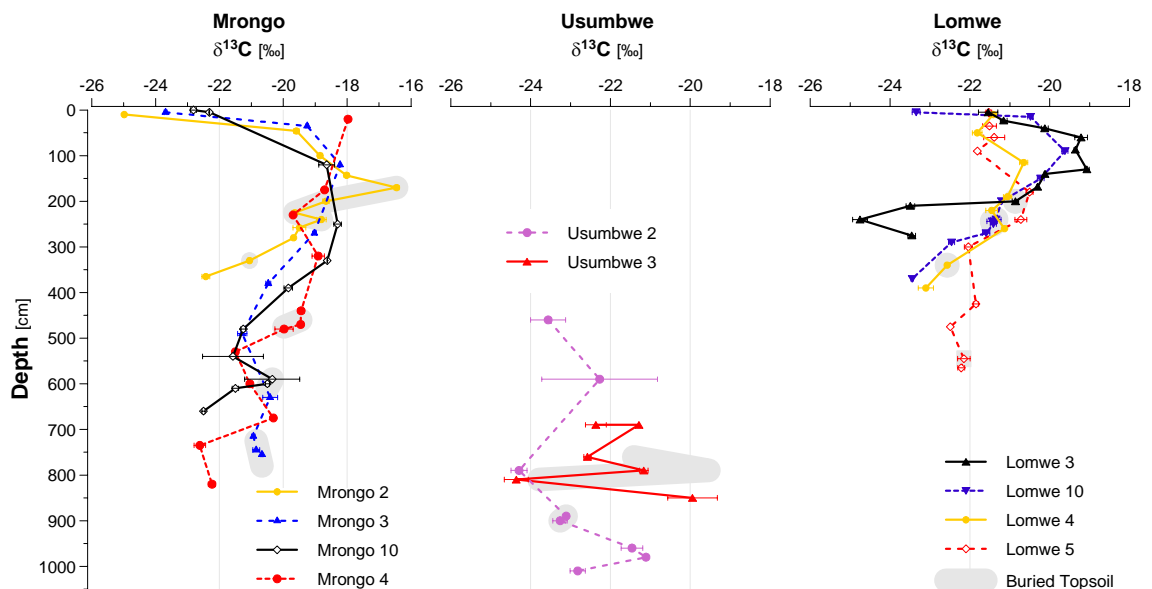 Mrongo
δ13C [‰]
-26 -24 -22 -20 -18 -16
Usumbwe
δ13C [‰]
-26 -24 -22 -20 -18
Lomwe
δ13C [‰]
-26 -24 -22 -20 -18
Depth [cm]
0
100
200
300
400
500
600
700
800
900
1000
Mrongo 2
Mrongo 3
Mrongo 10
Mrongo 4
Usumbwe 2
Usumbwe 3
Lomwe 3
Lomwe 10
Lomwe 4
Lomwe 5
Buried Topsoil